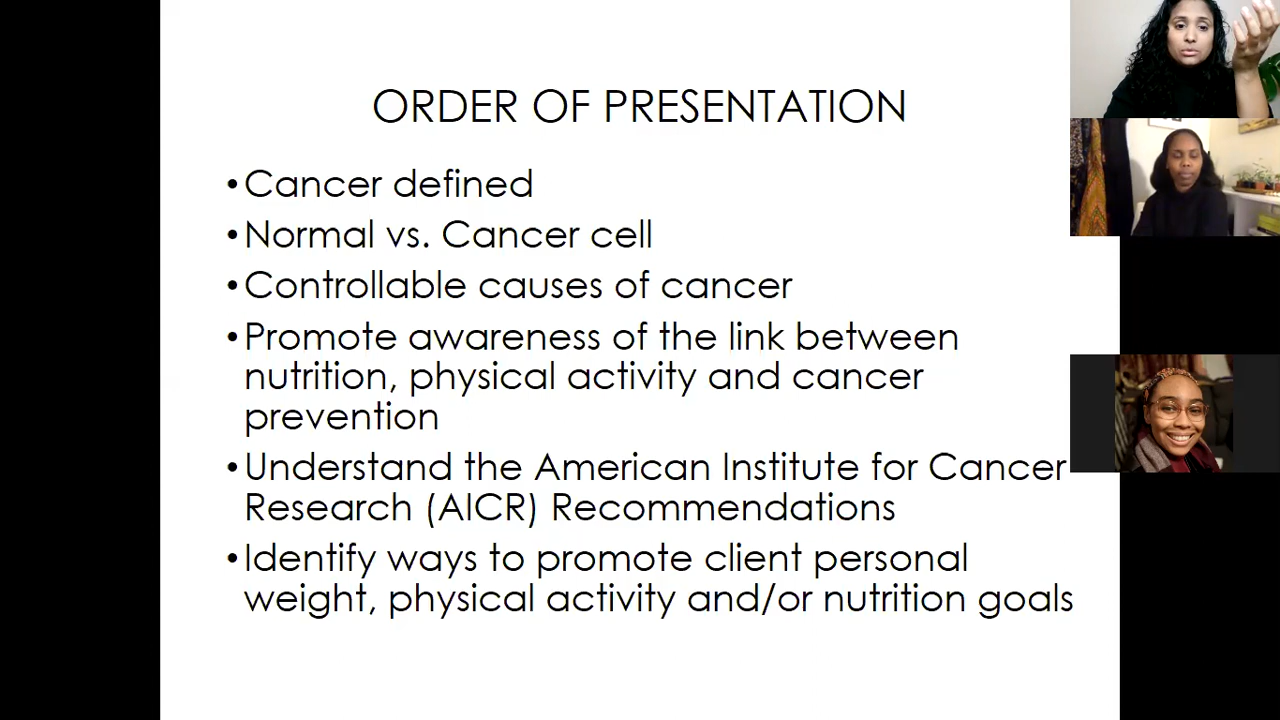 ORDER OF PRESENTATION
•Cancer defined
•Normal vs. Cancer cell
•Controllable causes of cancer
•Promote awareness of the link between
nutrition, physical activity and cancer
prevention
•Understand the American Institute for Cancer
Research (AICR) Recommendations
•Identify ways to promote client personal
weight, physical activity and/or nutrition goals